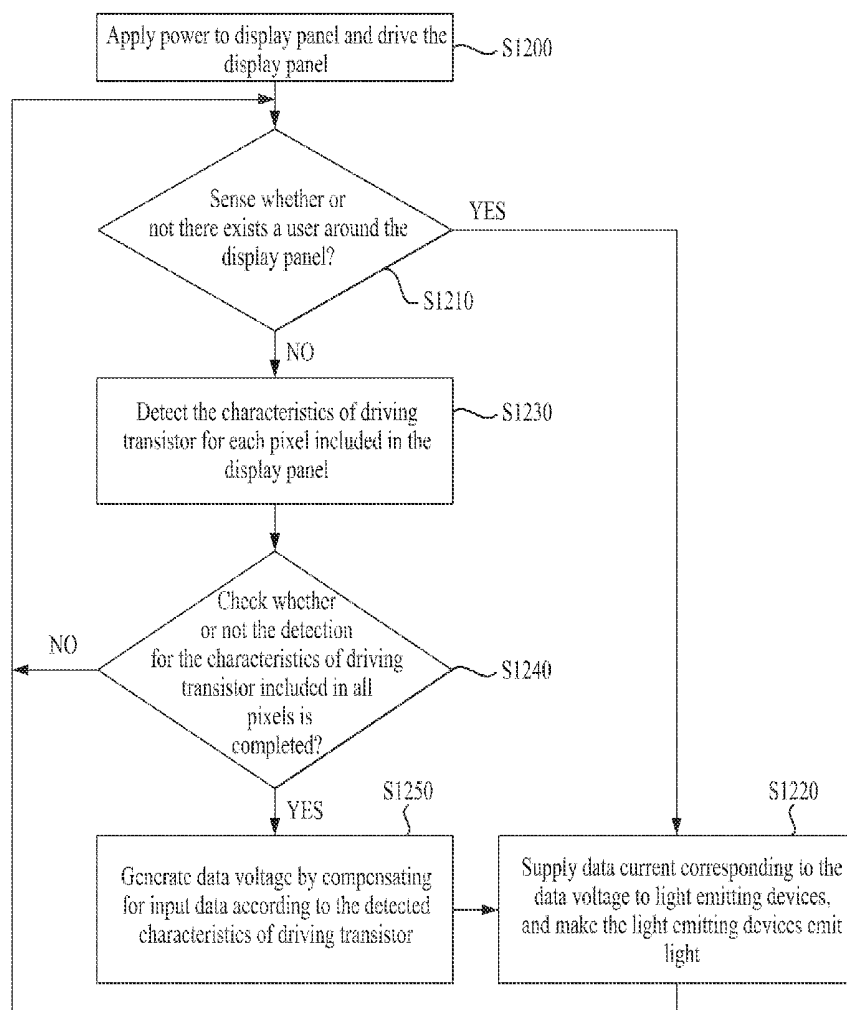 Apply power to display panel and drive the
display panel
S1200
Sense whether or
not there exists a user around the
display panel?
YES
S1210
NO
Detect the characteristics of driving
transistor for each pixel included in the
display panel
S1230
Check whether
or not the detection
for the characteristics of driving
transistor included in all
pixels is
completed?
NO
S1240
YES
S1250
S1220
Generate data voltage by compensating
for input data according to the detected
characteristics of driving transistor
Supply data current corresponding to the
data voltage to light emitting devices,
and make the light emitting devices emit
light